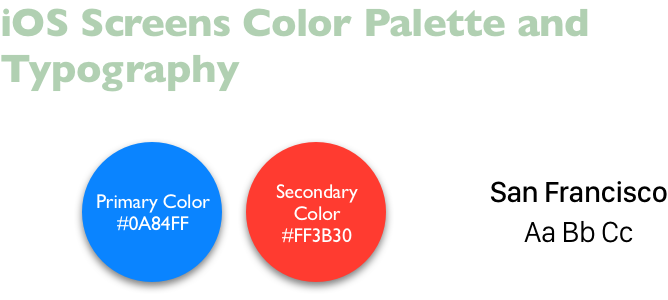 iOS Screens Color Palette and
Typography
Primary Color
#0A84FF
Secondary
Color
#FF3B30
San Francisco
Aa Bb Cc